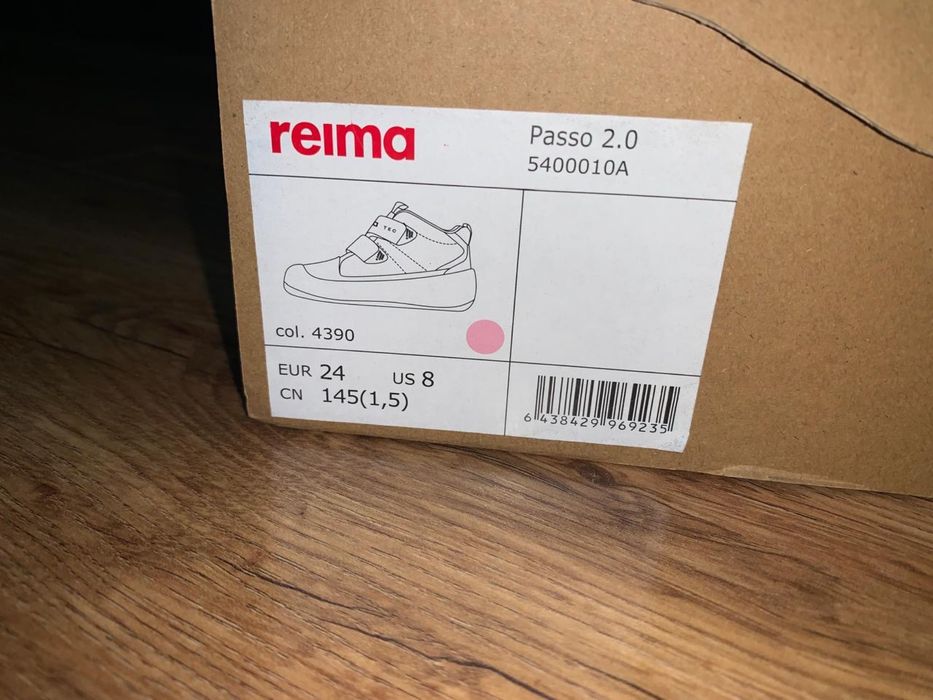 reima
Passo 2.0
5400010A
TEC
col. 4390
EUR 24 US 8
CN 145(1,5)
6 438429 969235